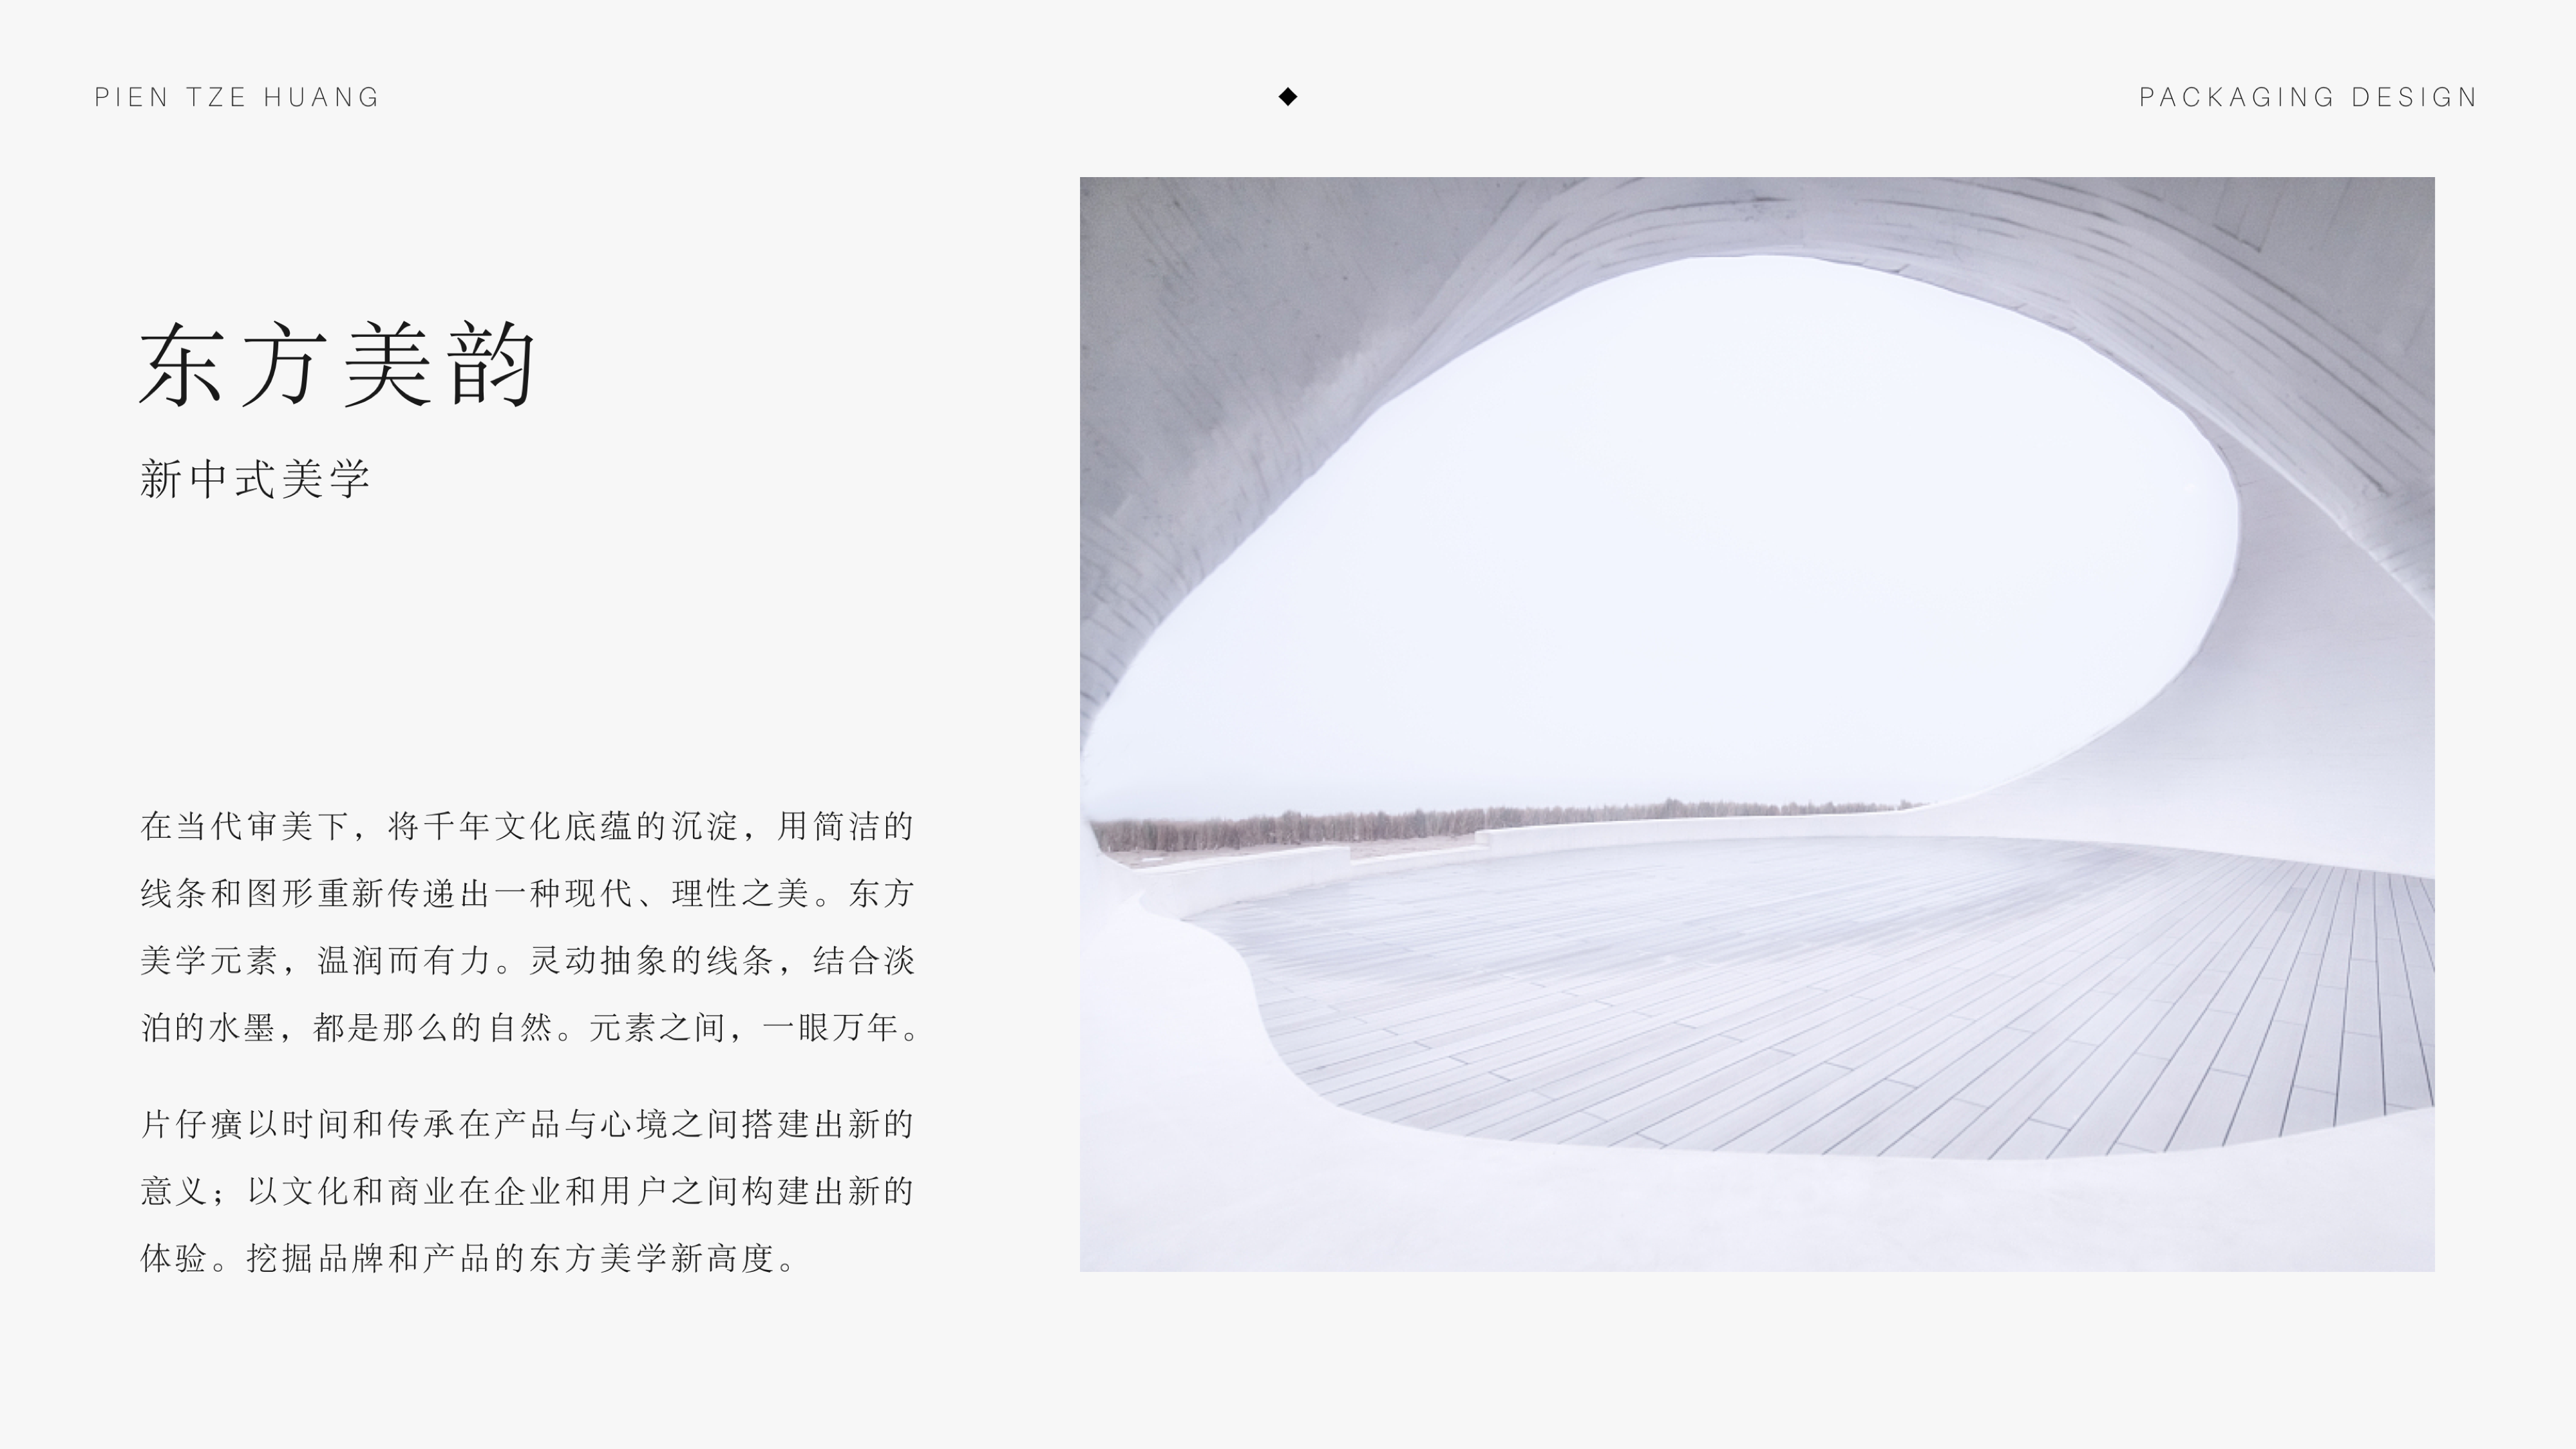 PIEN TZE HUANG
◆
PACKAGING DESIGN
东方美韵
新中式美学
在当代审美下，将千年文化底蕴的沉淀，用简洁的
线条和图形重新传递出一种现代、理性之美。东方
美学元素，温润而有力。灵动抽象的线条，结合淡
泊的水墨，都是那么的自然。元素之间，一眼万年。
片仔癀以时间和传承在产品与心境之间搭建出新的
意义；以文化和商业在企业和用户之间构建出新的
体验。挖掘品牌和产品的东方美学新高度。